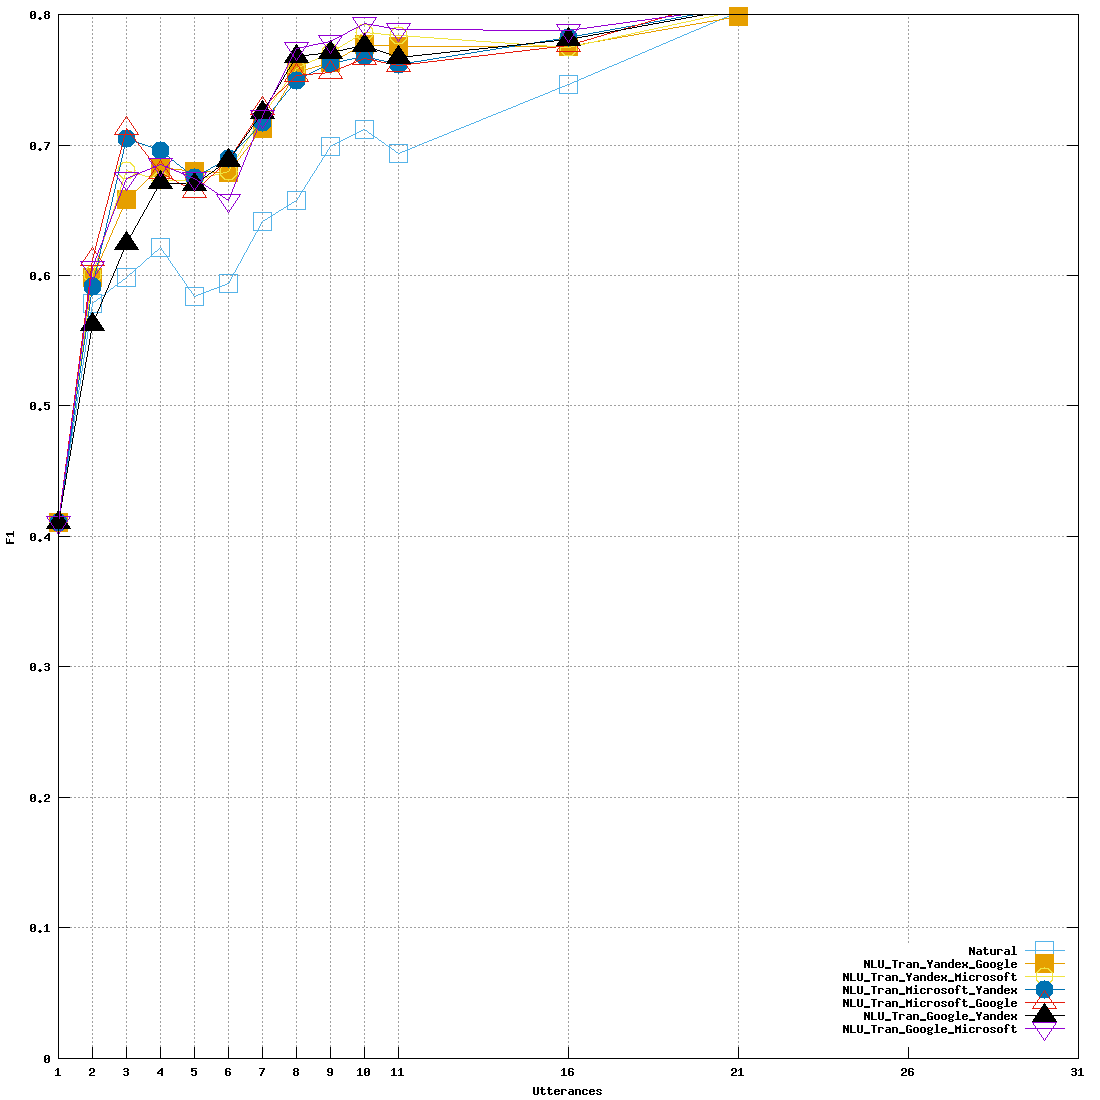 0.8
0.7
0.6
0.5
0.4
0.3
0.2
0.1
0
F1
Natural
NLU_Tran_Yandex_Google
NLU_Tran_Yandex_Microsoft
NLU_Tran_Microsoft_Yandex
NLU_Tran_Microsoft_Google
NLU_Tran_Google_Yandex
NLU_Tran_Google_Microsoft
1 2 3 4 5 6 7 8 9 10 11 16 21 26 31
Utterances